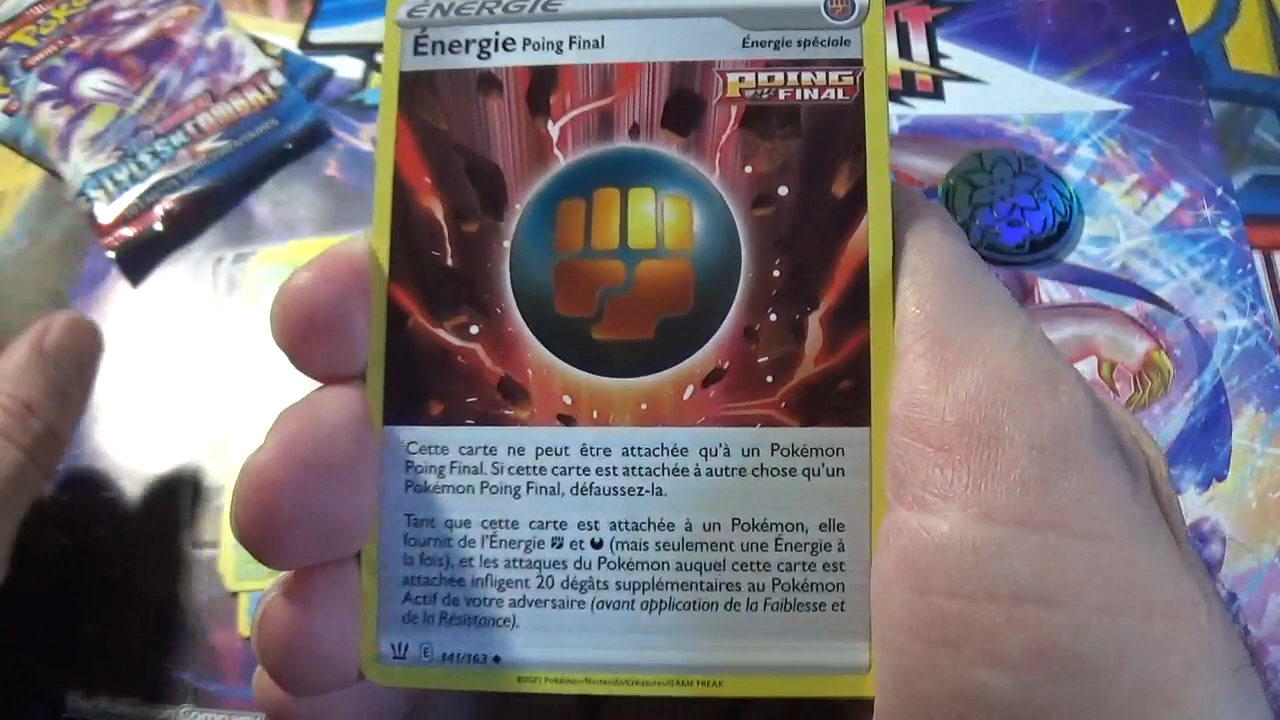 ÉNERGIE
Énergie Poing Final
Énergie spéciale
POING
FINAL
Cette carte ne peut être attachée qu'à un Pokémon
Poing Final. Si cette carte est attachée à autre chose qu'un
Pokémon Poing Final, défaussez-la.
Tant que cette carte est attachée à un Pokémon, elle
fournit de l'Énergie et (mais seulement une Énergie à
la fois), et les attaques du Pokémon auquel cette carte est
attachée infligent 20 dégâts supplémentaires au Pokémon
Actif de votre adversaire (avant application de la Faiblesse et
de la Résistance).
E 141/163
©2021 Pokémon/Nintendo/Creatures/GAME FREAK
STYLES DE COMBAT
Company